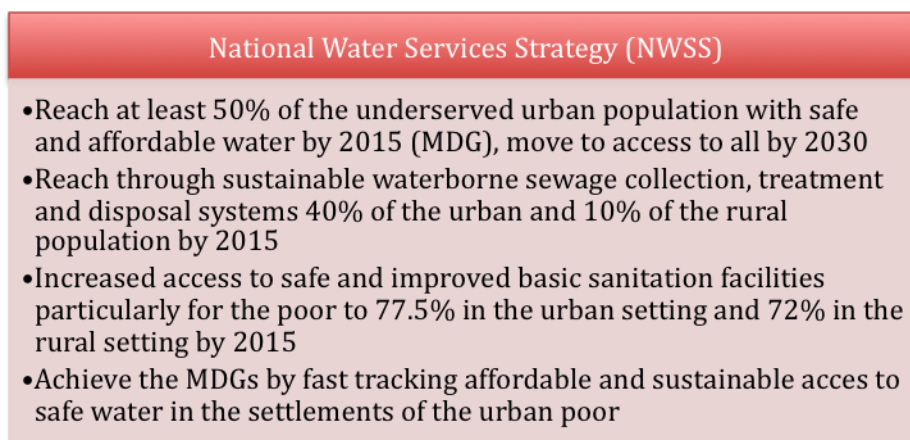 National Water Services Strategy (NWSS)
•Reach at least 50% of the underserved urban population with safe
and affordable water by 2015 (MDG), move to access to all by 2030
•Reach through sustainable waterborne sewage collection, treatment
and disposal systems 40% of the urban and 10% of the rural
population by 2015
•Increased access to safe and improved basic sanitation facilities
particularly for the poor to 77.5% in the urban setting and 72% in the
rural setting by 2015
•Achieve the MDGs by fast tracking affordable and sustainable acces to
safe water in the settlements of the urban poor